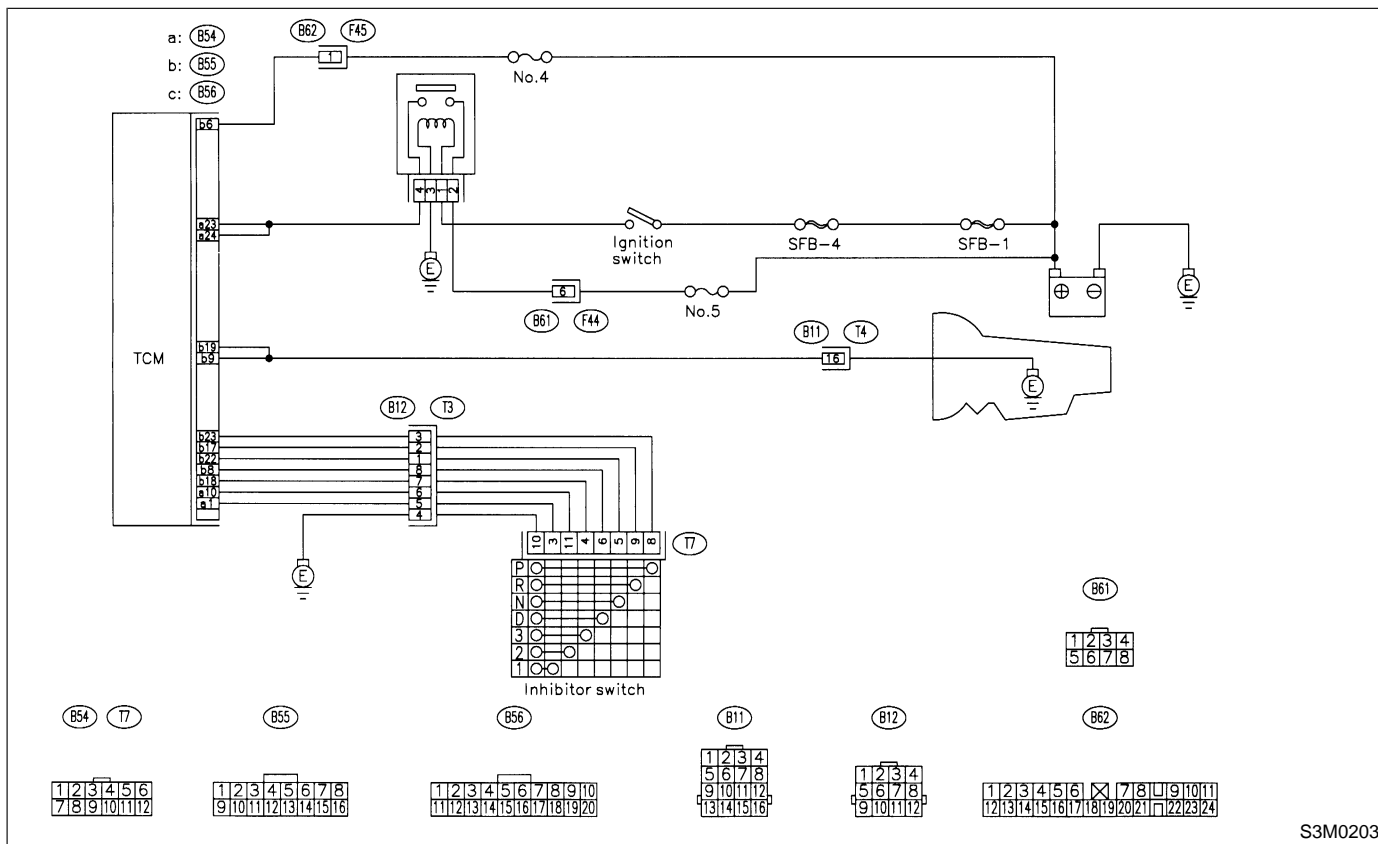 a: B54
b: B55
c: B56
B62 F45
1
No.4
b6
4 3 1 2
a23
a24
Ignition
switch
SFB-4
SFB-1
E
E
⊕ ⊖
6
B61 F44
No.5
TCM
b19
b9
B11 T4
16
E
B12 T3
b23 3
b17 2
b22 1
b8 8
b18 7
a10 6
a1 5
4
E
10 3 11 4 6 5 9 8
T7
P
R
N
D
3
2
1
Inhibitor switch
B61
1 2 3 4
5 6 7 8
B54 T7
1 2 3 4 5 6
7 8 9 10 11 12
B55
1 2 3 4 5 6 7 8
9 10 11 12 13 14 15 16
B56
1 2 3 4 5 6 7 8 9 10
11 12 13 14 15 16 17 18 19 20
B11
1 2 3 4
5 6 7 8
9 10 11 12
13 14 15 16
B12
1 2 3 4
5 6 7 8
9 10 11 12
B62
1 2 3 4 5 6 7 8 9 10 11
12 13 14 15 16 17 18 19 20 21 22 23 24
S3M0203